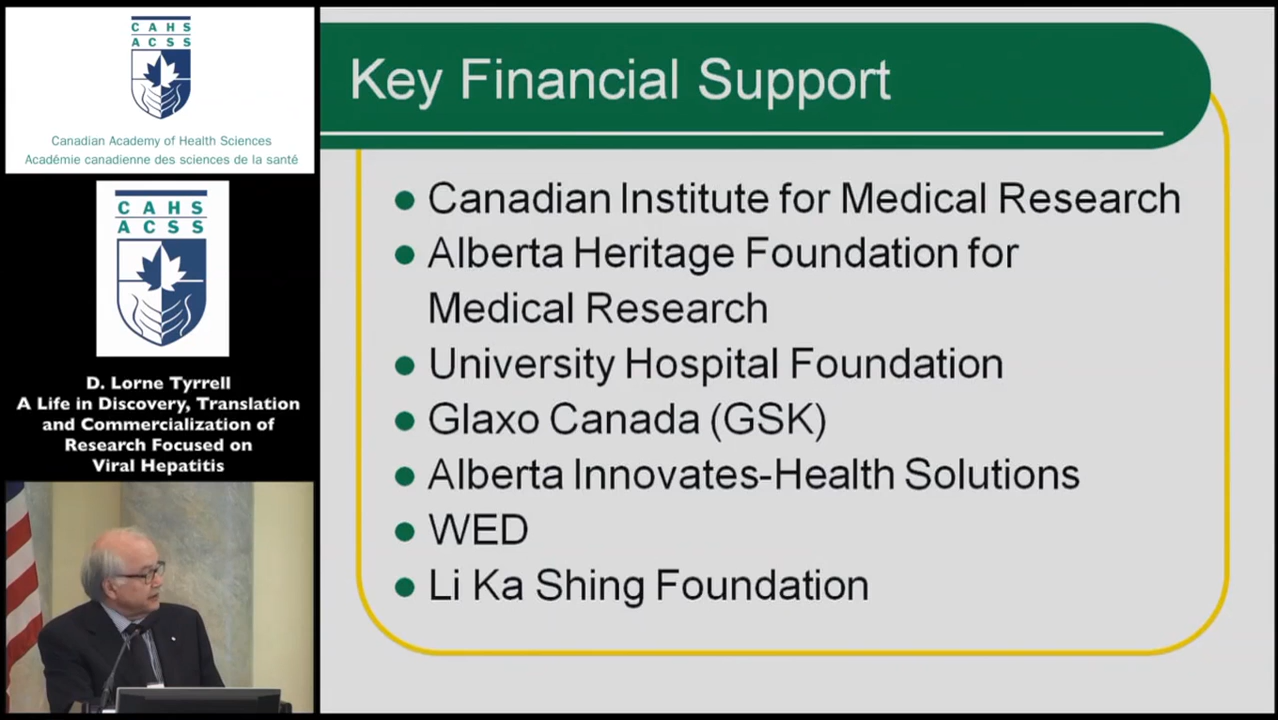 CAHS
ACSS
Canadian Academy of Health Sciences
Académie canadienne des sciences de la santé
CAHS
ACSS
D. Lorne Tyrrell
A Life in Discovery, Translation
and Commercialization of
Research Focused on
Viral Hepatitis
Key Financial Support
Canadian Institute for Medical Research
Alberta Heritage Foundation for
Medical Research
University Hospital Foundation
Glaxo Canada (GSK)
Alberta Innovates-Health Solutions
WED
Li Ka Shing Foundation